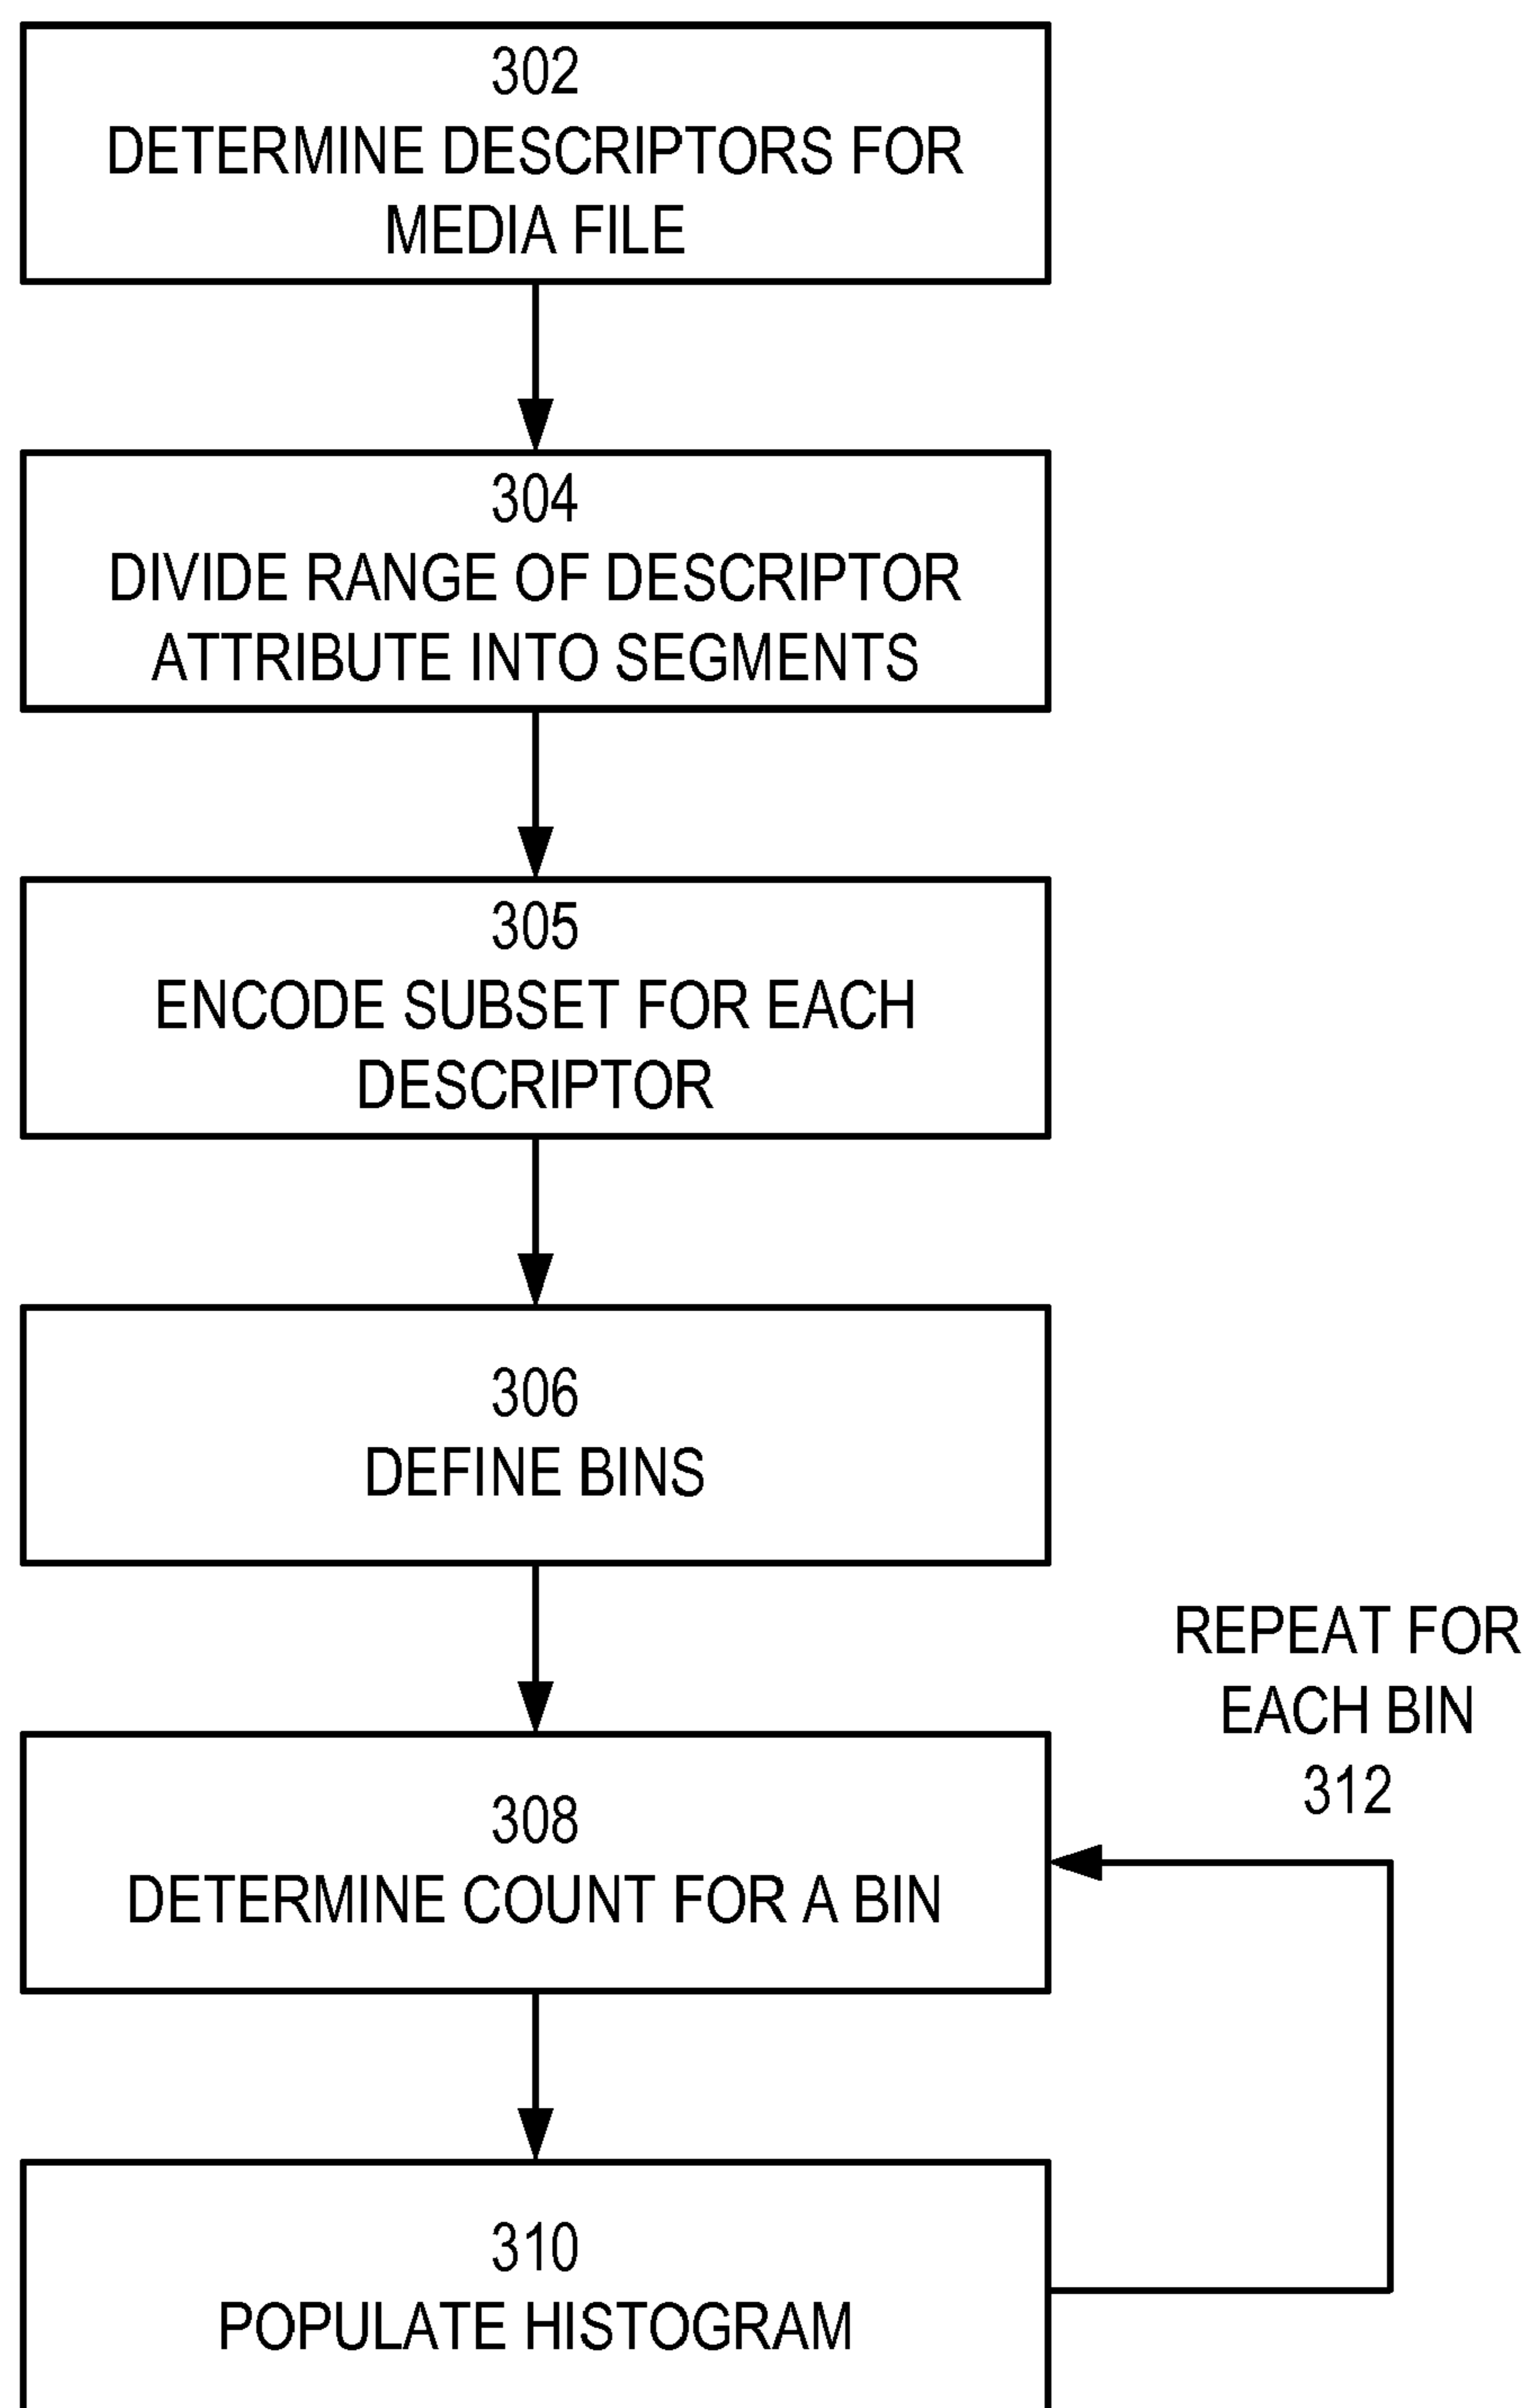 302
DETERMINE DESCRIPTORS FOR
MEDIA FILE
304
DIVIDE RANGE OF DESCRIPTOR
ATTRIBUTE INTO SEGMENTS
305
ENCODE SUBSET FOR EACH
DESCRIPTOR
306
DEFINE BINS
308
DETERMINE COUNT FOR A BIN
REPEAT FOR
EACH BIN
312
310
POPULATE HISTOGRAM